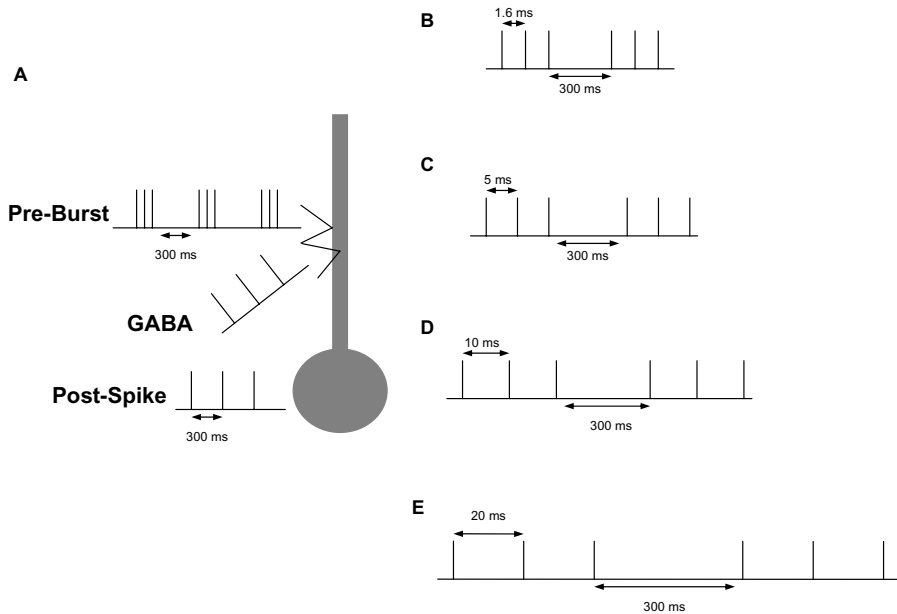 A
Pre-Burst
300 ms
GABA
Post-Spike
300 ms
B
1.6 ms
300 ms
C
5 ms
300 ms
D
10 ms
300 ms
E
20 ms
300 ms